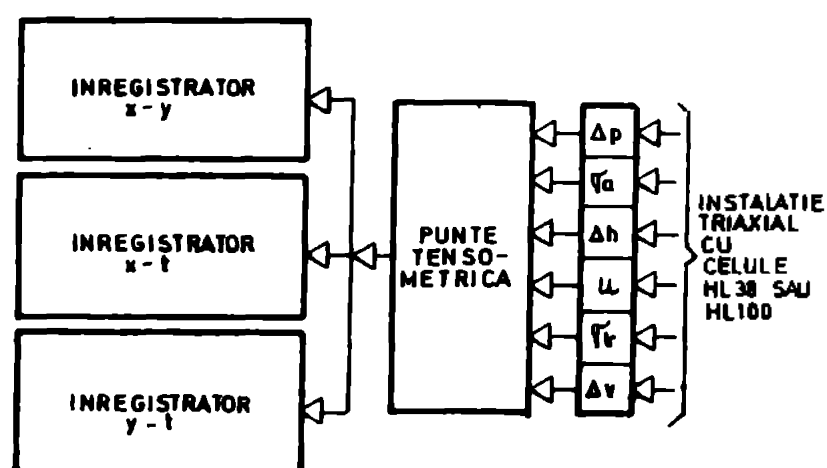 INREGISTRATOR
x-y
INREGISTRATOR
x-t
INREGISTRATOR
y-t
PUNTE
TENSO-
METRICA
Δp
σa
Δh
u
σr
Δv
INSTALATIE
TRIAXIAL
CU
CELULE
HL38 SAU
HL100